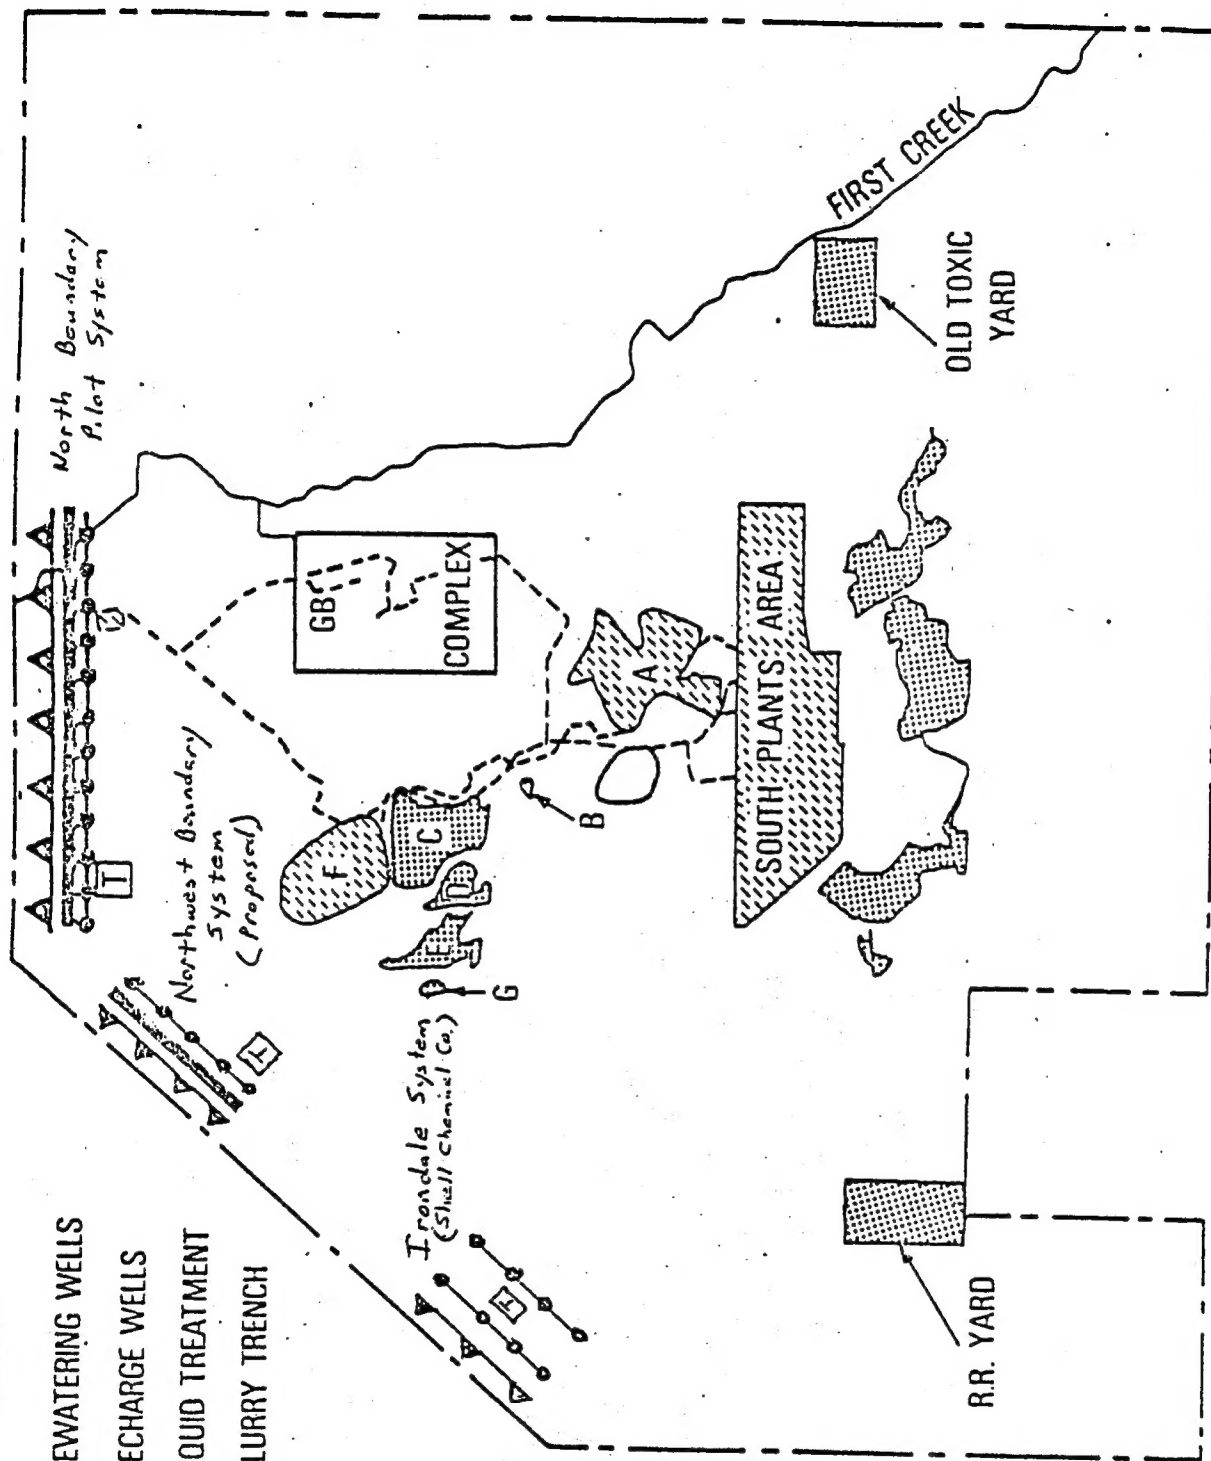 EWATERING WELLS
ECHARGE WELLS
QUID TREATMENT
LURRY TRENCH
North Boundary
Pilot System
T
Northwest Boundary
System
(Proposed)
T
Irondale System
(Shell Chemical Co.)
T
GB
COMPLEX
F
C
D
E
G
B
A
SOUTH PLANTS AREA
FIRST CREEK
OLD TOXIC
YARD
R.R. YARD